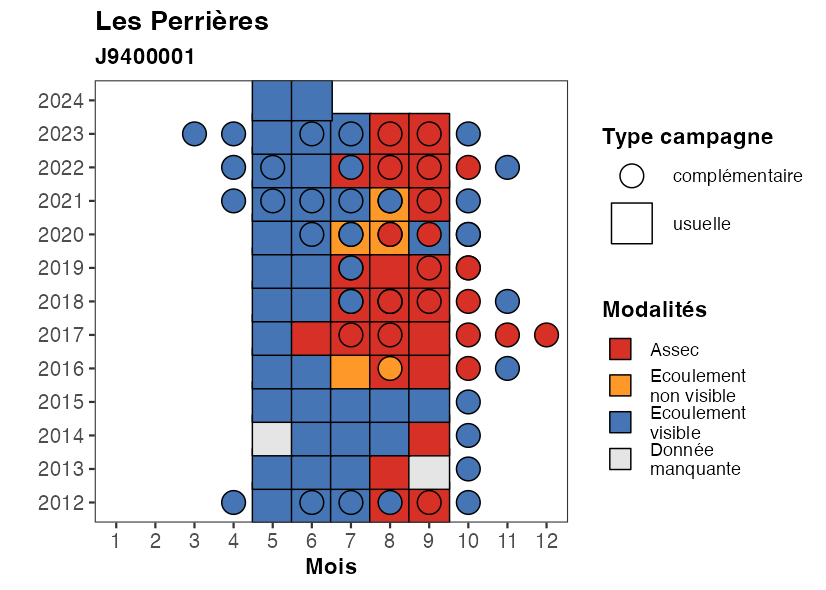 Les Perrières
J9400001
2024
2023
2022
2021
2020
2019
2018
2017
2016
2015
2014
2013
2012
1 2 3 4 5 6 7 8 9 10 11 12
Mois
Type campagne
complémentaire
usuelle
Modalités
Assec
Ecoulement
non visible
Ecoulement
visible
Donnée
manquante